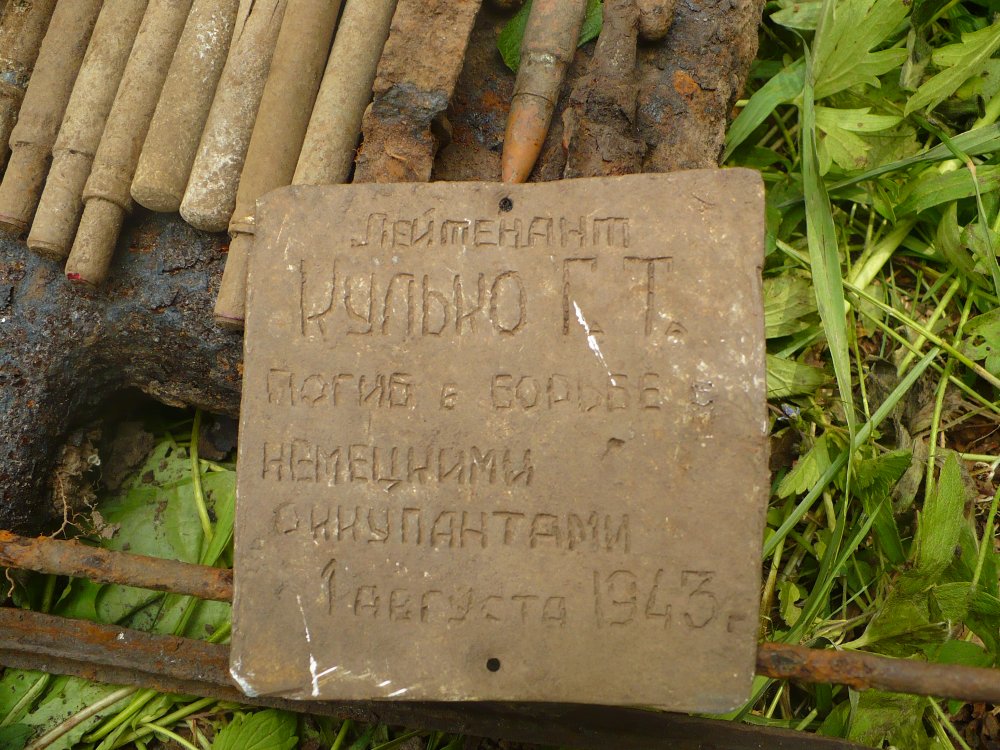 Лейтенант
КУЛЬКО Г. Т.
ПОГИБ в БОРЬБЕ с
НЕМЕЦКИМИ
ОККУПАНТАМИ
1 августа 1943 г.